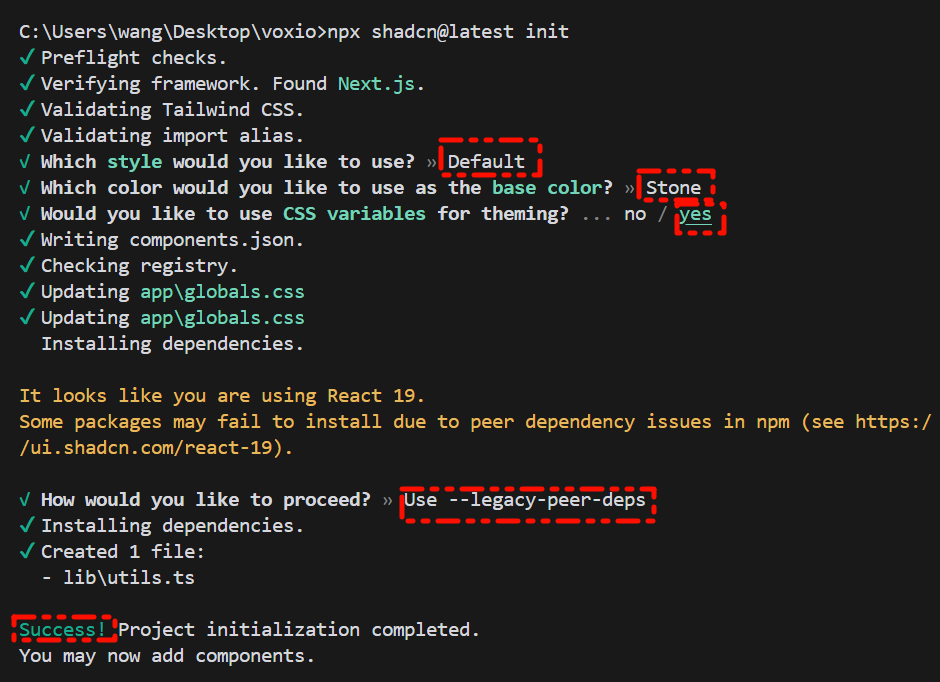 C:\Users\wang\Desktop\voxio>npx shadcn@latest init
✓ Preflight checks.
✓ Verifying framework. Found Next.js.
✓ Validating Tailwind CSS.
✓ Validating import alias.
√ Which style would you like to use? » Default
√ Which color would you like to use as the base color? » Stone
√ Would you like to use CSS variables for theming? ... no / yes
✓ Writing components.json.
✓ Checking registry.
✓ Updating app\globals.css
✓ Updating app\globals.css
Installing dependencies.
It looks like you are using React 19.
Some packages may fail to install due to peer dependency issues in npm (see https:/
/ui.shadcn.com/react-19).
√ How would you like to proceed? » Use --legacy-peer-deps
✓ Installing dependencies.
✓ Created 1 file:
- lib\utils.ts
Success! Project initialization completed.
You may now add components.